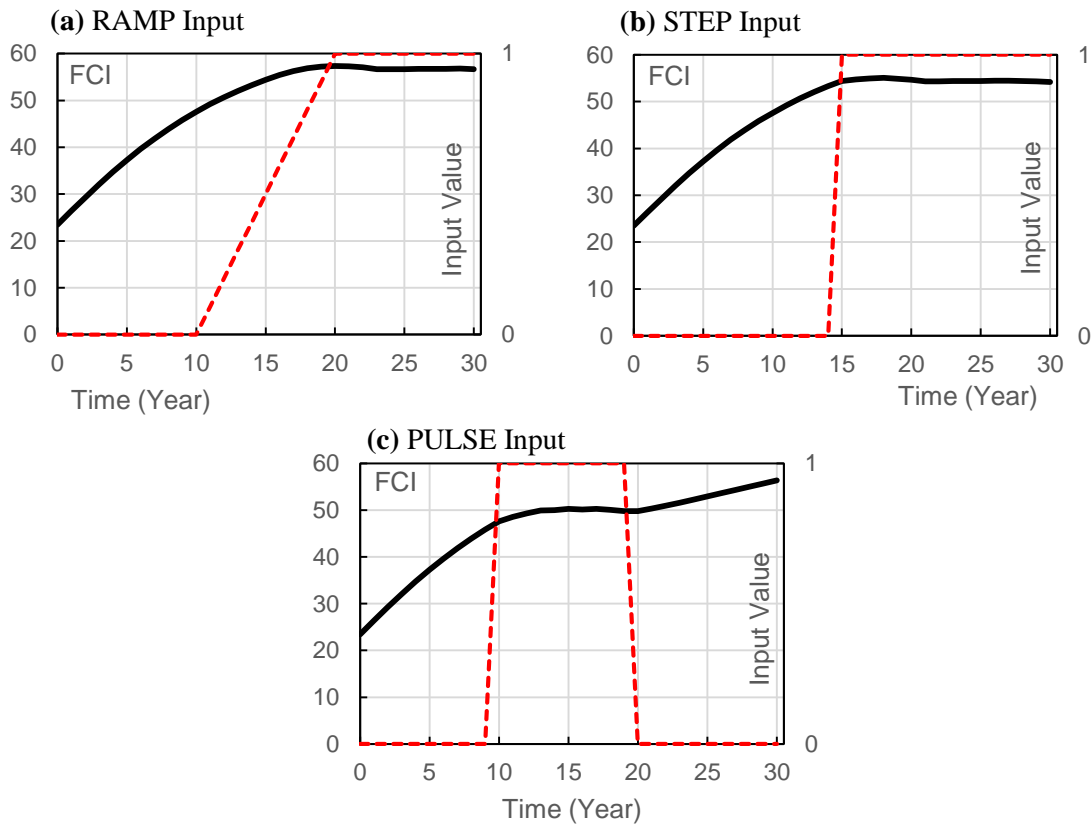 (a) RAMP Input
60
50
40
30
20
10
0
FCI
1
0
Input Value
0 5 10 15 20 25 30
Time (Year)
(b) STEP Input
60
50
40
30
20
10
0
FCI
1
0
Input Value
0 5 10 15 20 25 30
Time (Year)
(c) PULSE Input
60
50
40
30
20
10
0
FCI
1
0
Input Value
0 5 10 15 20 25 30
Time (Year)